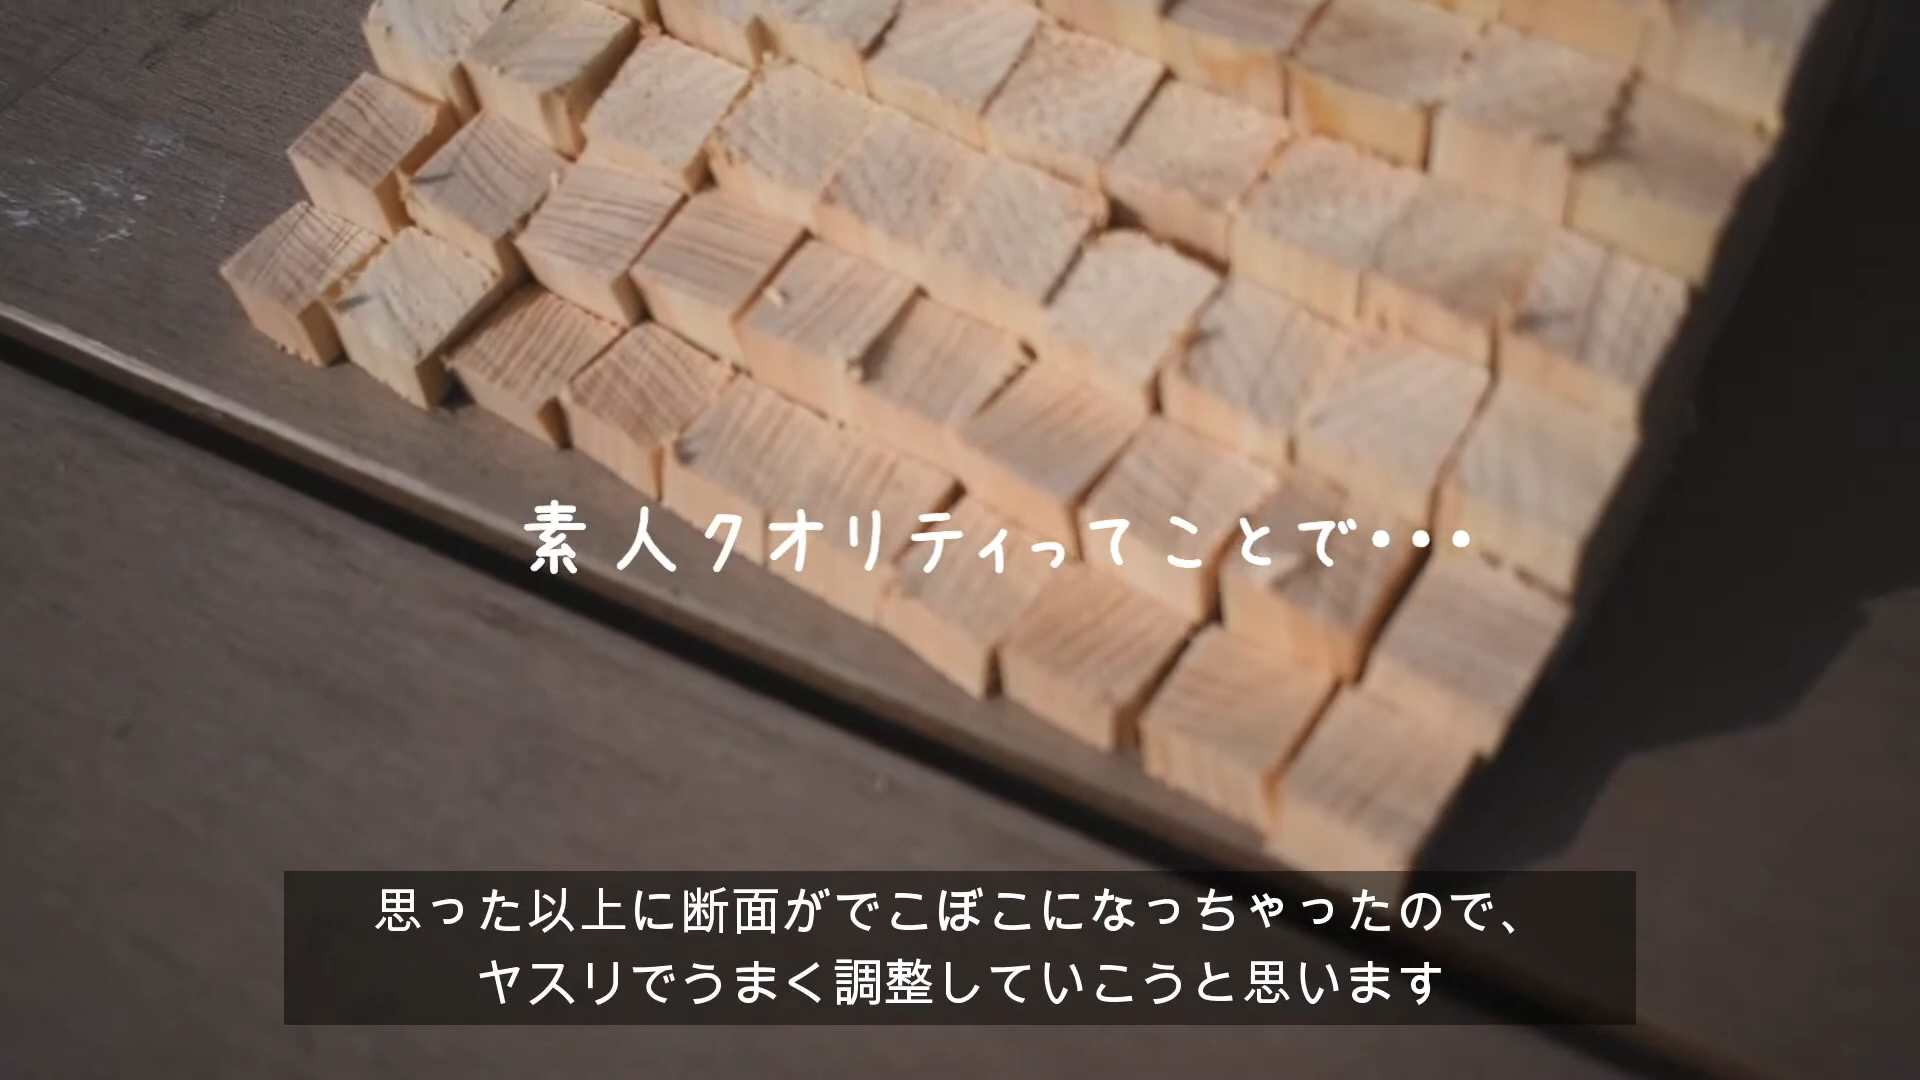 素人クオリティってことで・・・
思った以上に断面がでこぼこになっちゃったので、
ヤスリでうまく調整していこうと思います